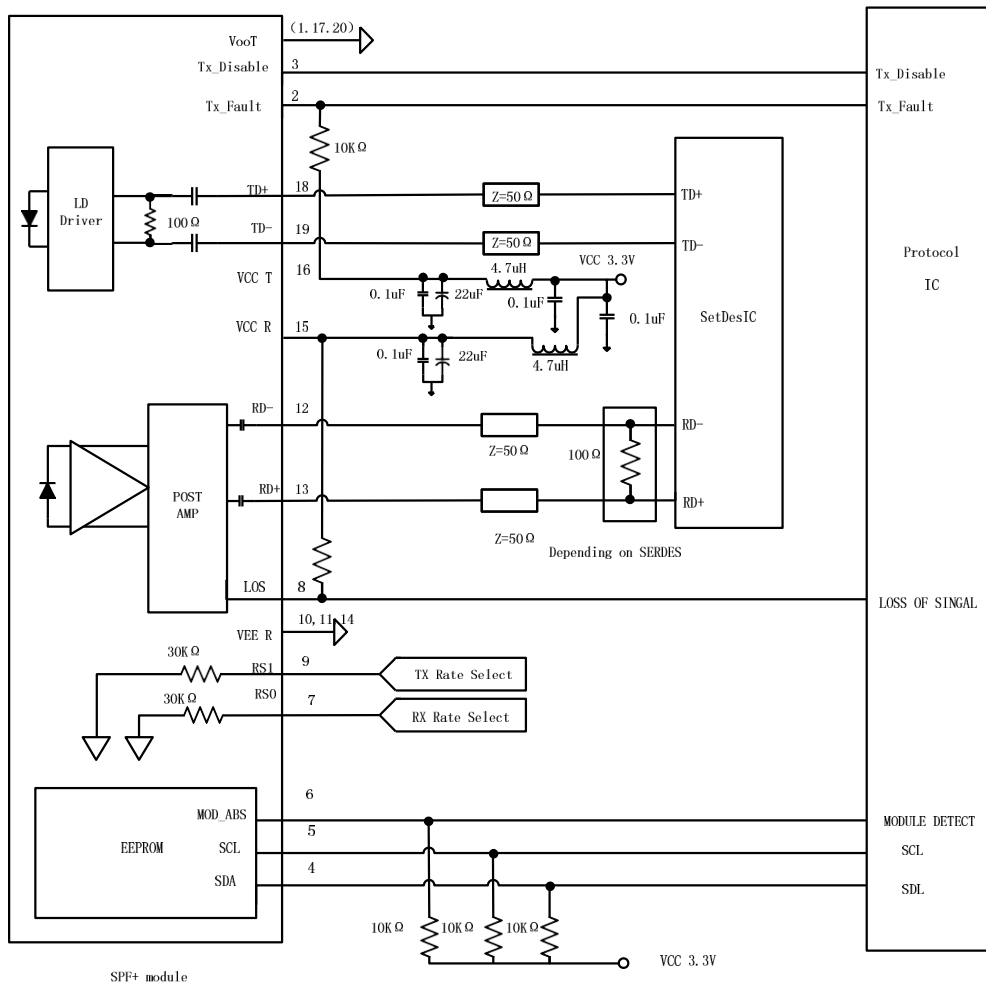 VooT
(1.17.20)
Tx_Disable
3
Tx_Disable
Tx_Fault
2
Tx_Fault
10KΩ
LD
Driver
100Ω
TD+
18
Z=50Ω
TD+
TD-
19
Z=50Ω
TD-
VCC T
16
0.1uF
22uF
4.7uH
0.1uF
VCC 3.3V
0.1uF
SetDesIC
Protocol
IC
VCC R
15
0.1uF
22uF
4.7uH
RD-
12
Z=50Ω
100Ω
RD-
POST
AMP
RD+
13
Z=50Ω
RD+
Depending on SERDES
LOS
8
LOSS OF SINGAL
VEE R
10,11,14
30KΩ
RS1
9
TX Rate Select
30KΩ
RS0
7
RX Rate Select
EEPROM
MOD_ABS
6
MODULE DETECT
SCL
5
SCL
SDA
4
SDL
10KΩ
10KΩ
10KΩ
VCC 3.3V
SPF+ module